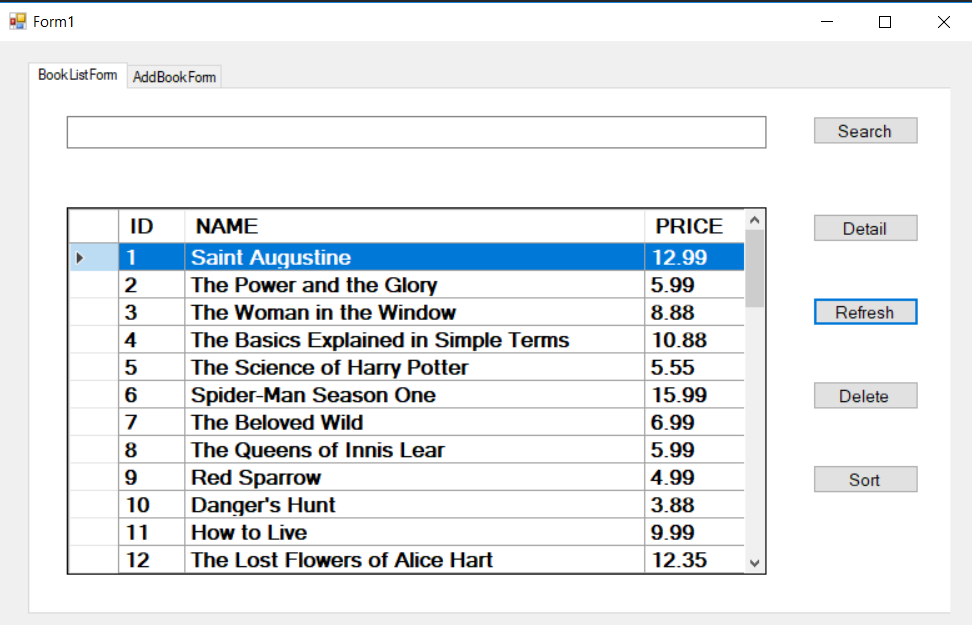 Form1
BookListForm AddBookForm
Search
ID NAME PRICE
1 Saint Augustine 12.99
2 The Power and the Glory 5.99
3 The Woman in the Window 8.88
4 The Basics Explained in Simple Terms 10.88
5 The Science of Harry Potter 5.55
6 Spider-Man Season One 15.99
7 The Beloved Wild 6.99
8 The Queens of Innis Lear 5.99
9 Red Sparrow 4.99
10 Danger's Hunt 3.88
11 How to Live 9.99
12 The Lost Flowers of Alice Hart 12.35
Detail
Refresh
Delete
Sort